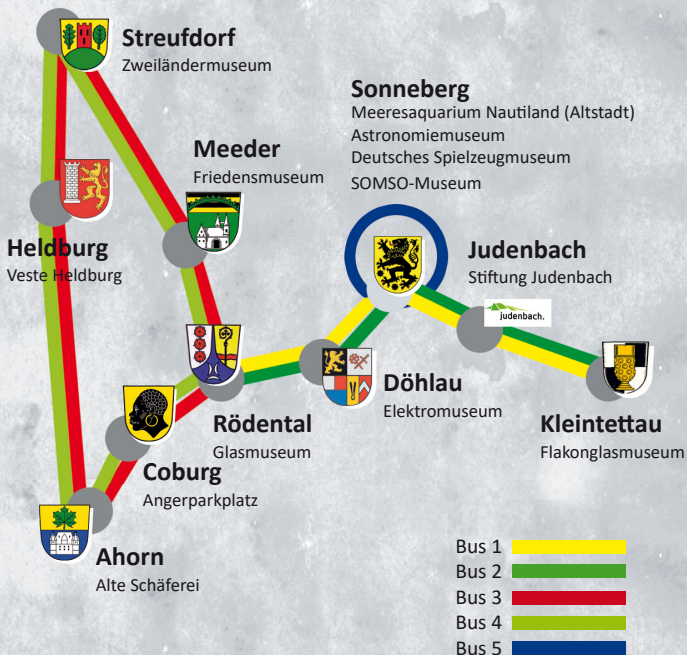 Streufdorf
Zweiländermuseum
Sonneberg
Meeresaquarium Nautiland (Altstadt)
Astronomiemuseum
Deutsches Spielzeugmuseum
SOMSO-Museum
Meeder
Friedensmuseum
Heldburg
Veste Heldburg
Judenbach
Stiftung Judenbach
judenbach.
Döhlau
Elektromuseum
Rödental
Glasmuseum
Kleintettau
Flakonglasmuseum
Coburg
Angerparkplatz
Ahorn
Alte Schäferei
Bus 1
Bus 2
Bus 3
Bus 4
Bus 5